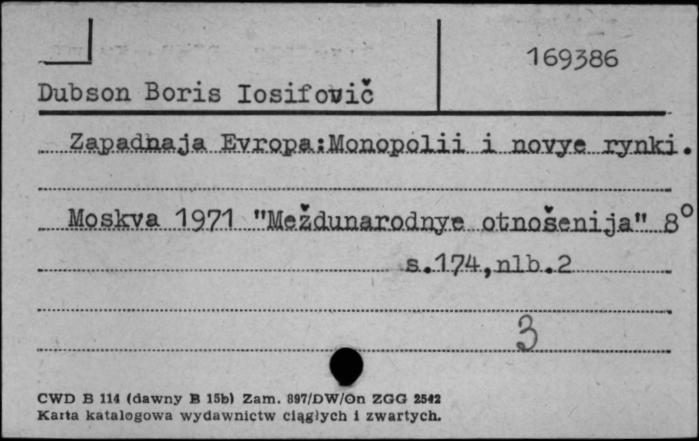 169386
Dubson Boris Iosifovič
Zapadnaja Evropa:Monopolii i novye rynki.
Moskva 1971 "Meždunarodnye otnošenija" 8°
s.174,nlb.2
3
CWD B 114 (dawny B 15b) Zam. 897/DW/On ZGG 2542
Karta katalogowa wydawnictw ciągłych i zwartych.